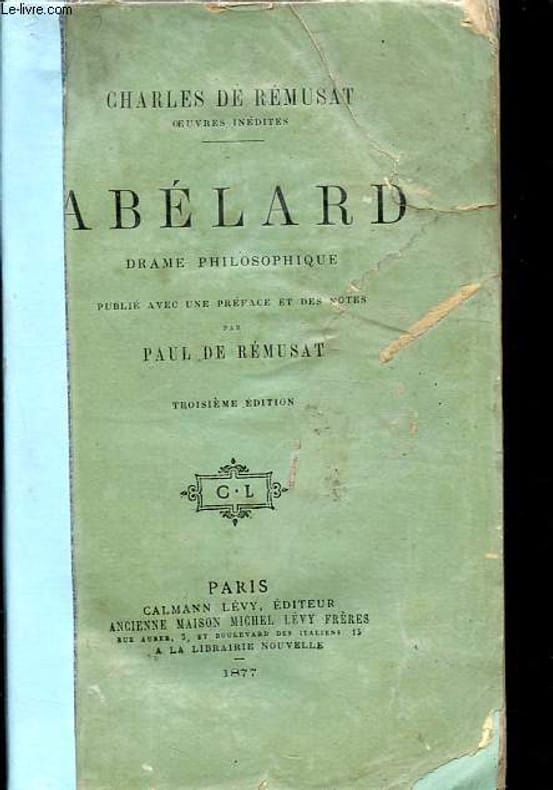 Le-livre.com
CHARLES DE RÉMUSAT
ŒUVRES INÉDITES
ABÉLARD
DRAME PHILOSOPHIQUE
PUBLIÉ AVEC UNE PRÉFACE ET DES NOTES
PAR
PAUL DE RÉMUSAT
TROISIÈME ÉDITION
C · L
PARIS
CALMANN LÉVY, ÉDITEUR
ANCIENNE MAISON MICHEL LÉVY FRÈRES
RUE AUBER, 3, ET BOULEVARD DES ITALIENS 15
A LA LIBRAIRIE NOUVELLE
1877